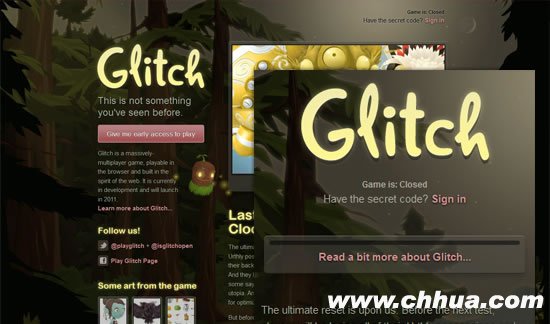 Game is: Closed
Have the secret code? Sign in
Glitch
This is not something
you've seen before.
Give me early access to play
Glitch is a massively-
multiplayer game, playable in
the browser and built in the
spirit of the web. It is currently
in development and will launch
in 2011.
Learn more about Glitch...
Follow us!
@playglitch + @isglitchopen
Play Glitch Page
Some art from the game
Last
Cloc
The ultima
Urthly pos
their back
And they l
some say
utopia. Ar
for optimu
But before
Glitch
Game is: Closed
Have the secret code? Sign in
Read a bit more about Glitch...
The ultimate reset is upon us. Before the next test,
www.chhua.com